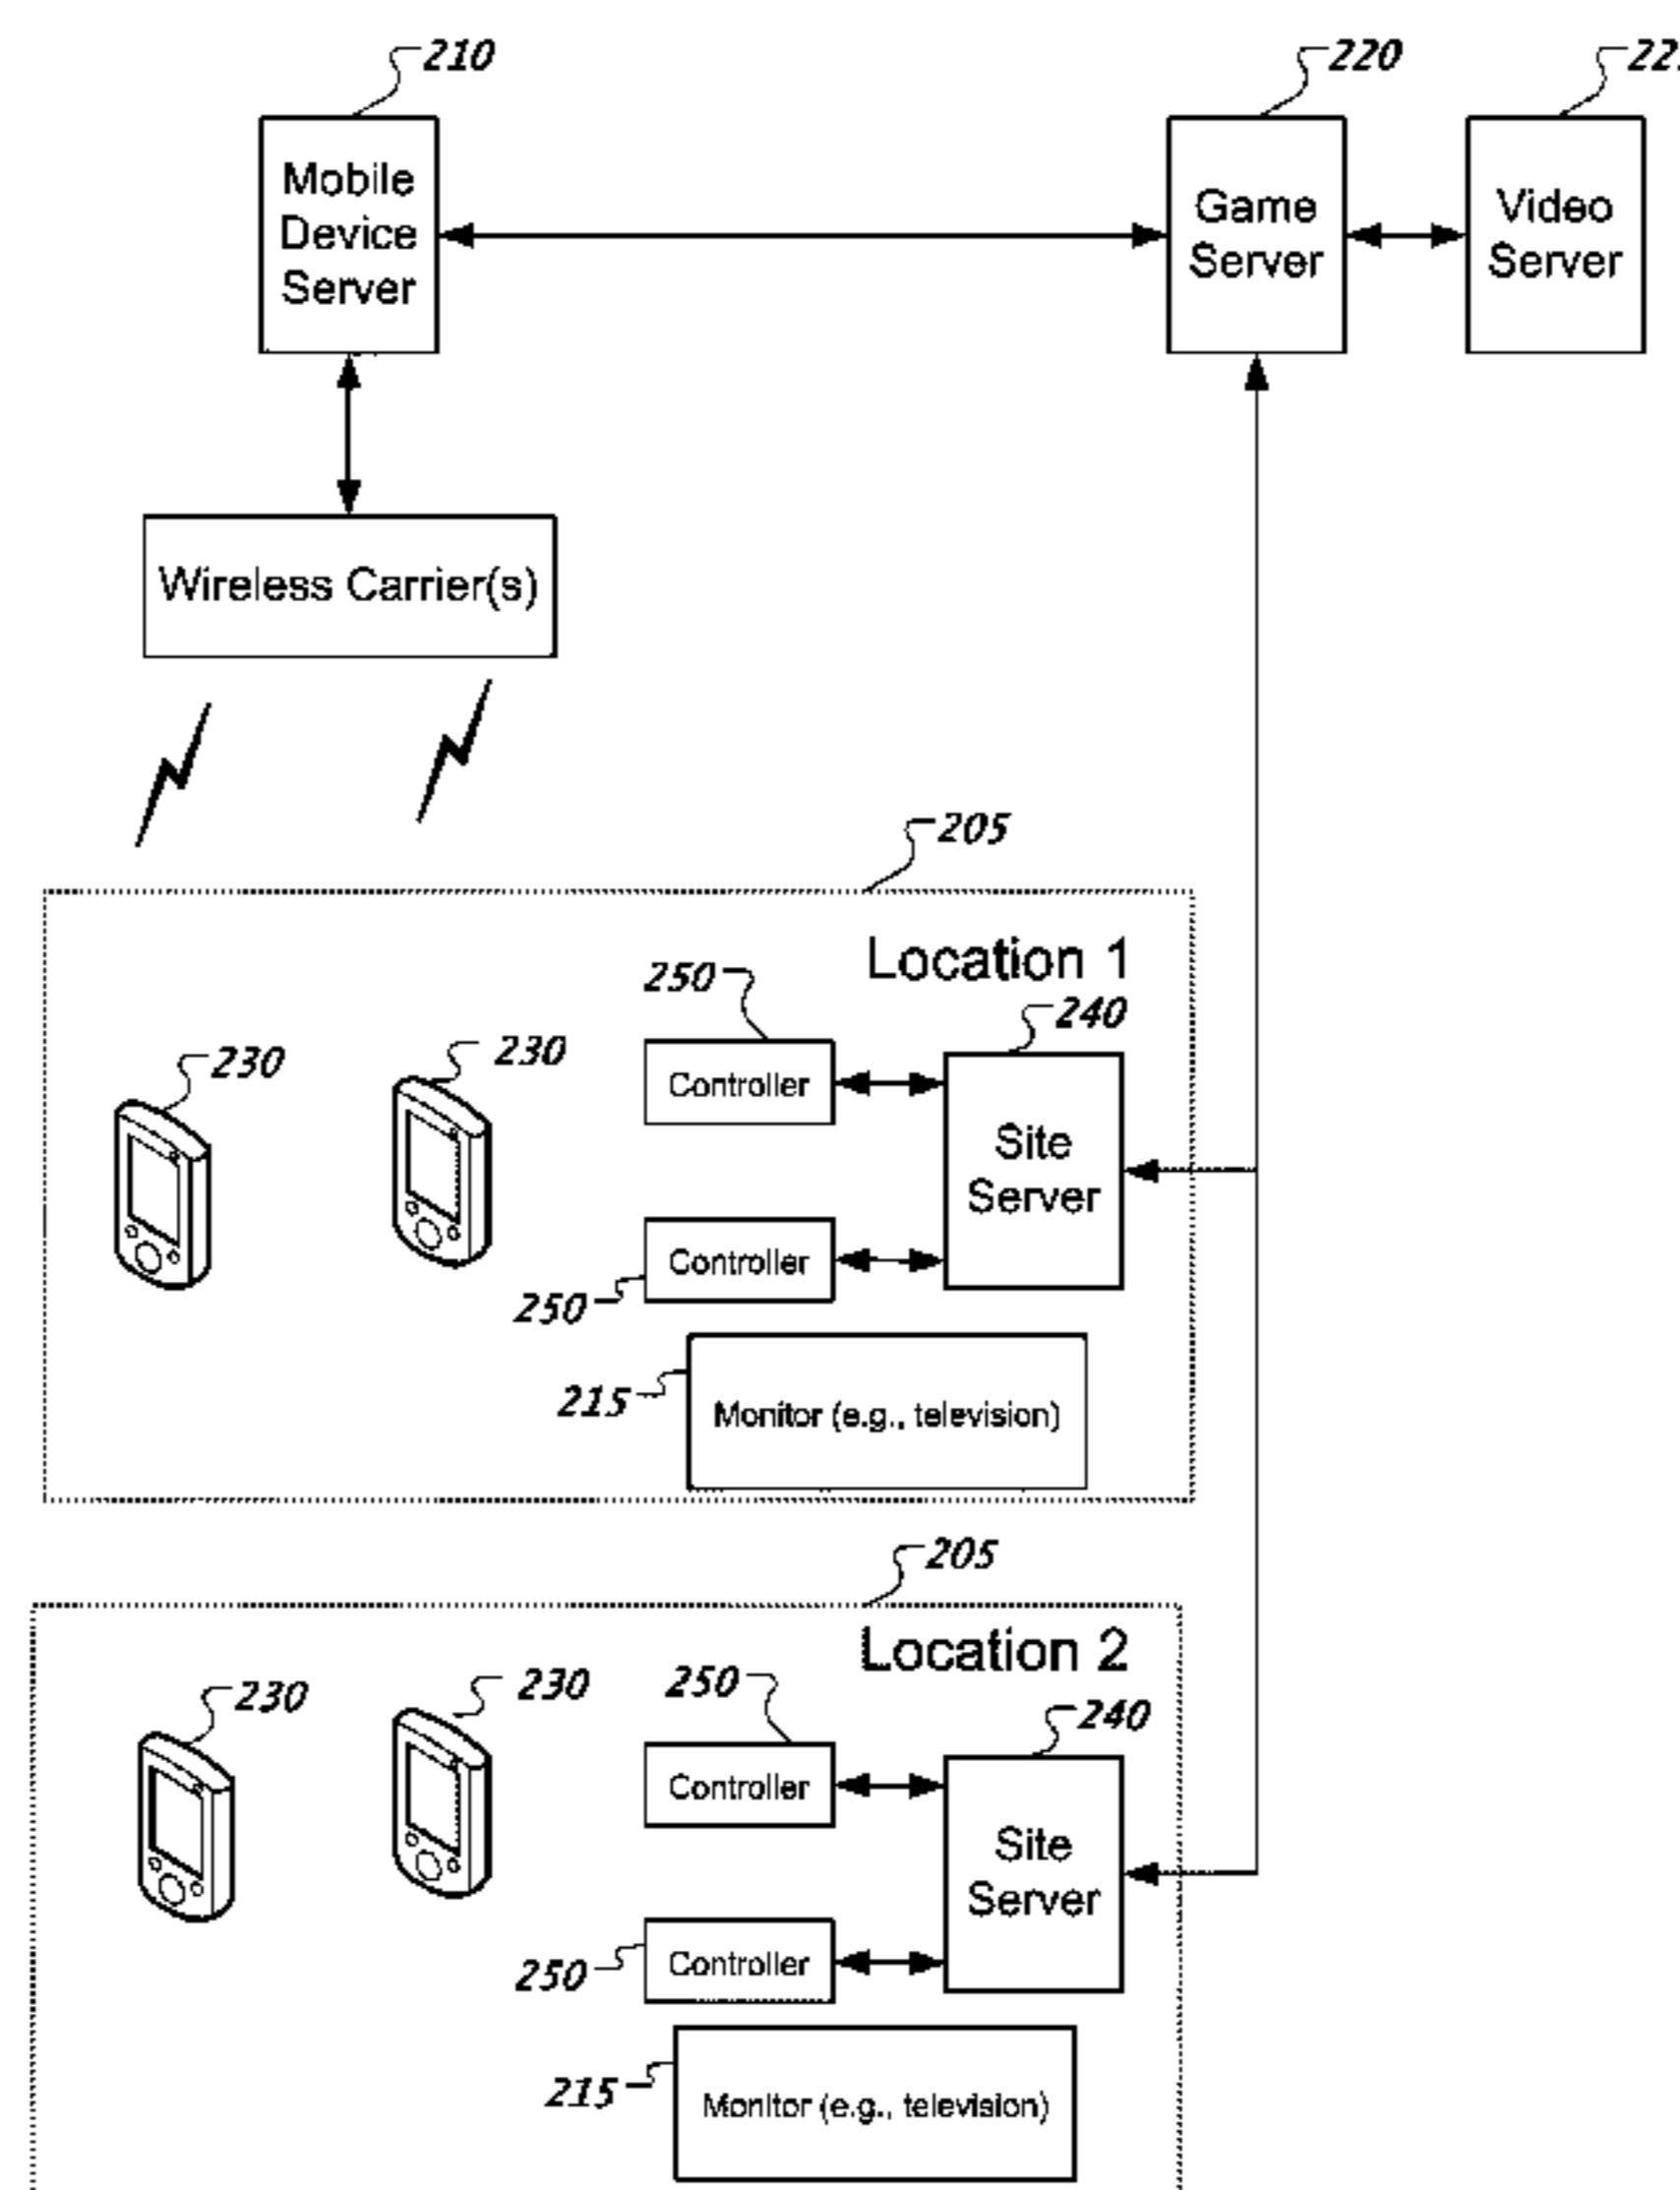 210
220
Mobile
Device
Server
Game
Server
Video
Server
Wireless Carrier(s)
205
Location 1
250
240
230
230
Controller
Site
Server
Controller
250
215
Monitor (e.g., television)
205
Location 2
230
230
250
240
Controller
Site
Server
Controller
250
215
Monitor (e.g., television)